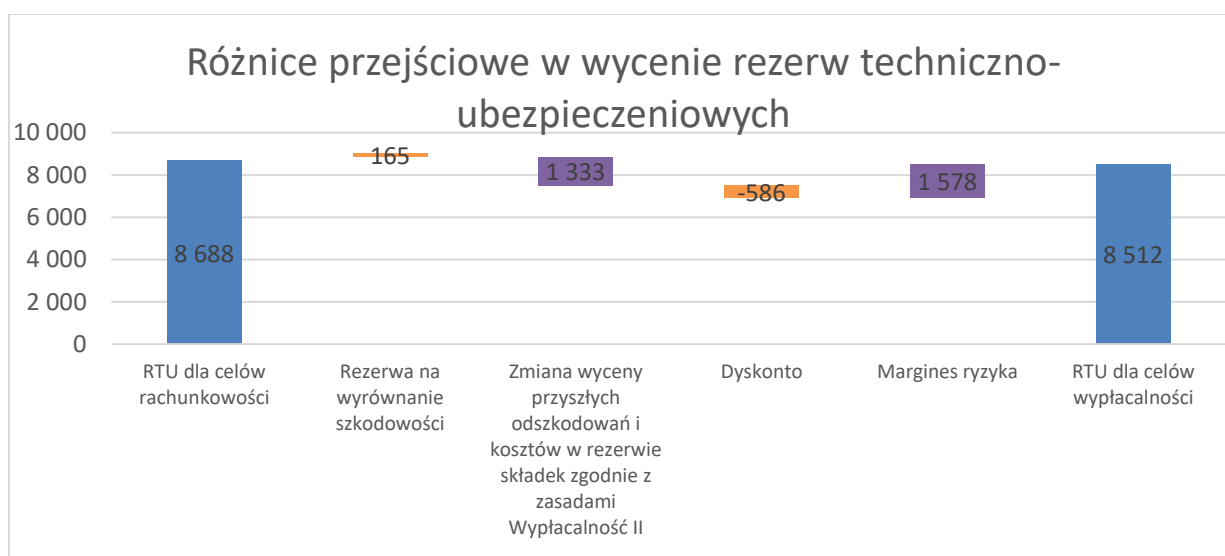 Różnice przejściowe w wycenie rezerw techniczno-
ubezpieczeniowych
10 000
8 000
6 000
4 000
2 000
0
8 688
165
1 333
-586
1 578
8 512
RTU dla celów
rachunkowości
Rezerwa na
wyrównanie
szkodowości
Zmiana wyceny
przyszłych
odszkodowań i
kosztów w rezerwie
składek zgodnie z
zasadami
Wypłacalność II
Dyskonto
Margines ryzyka
RTU dla celów
wypłacalności